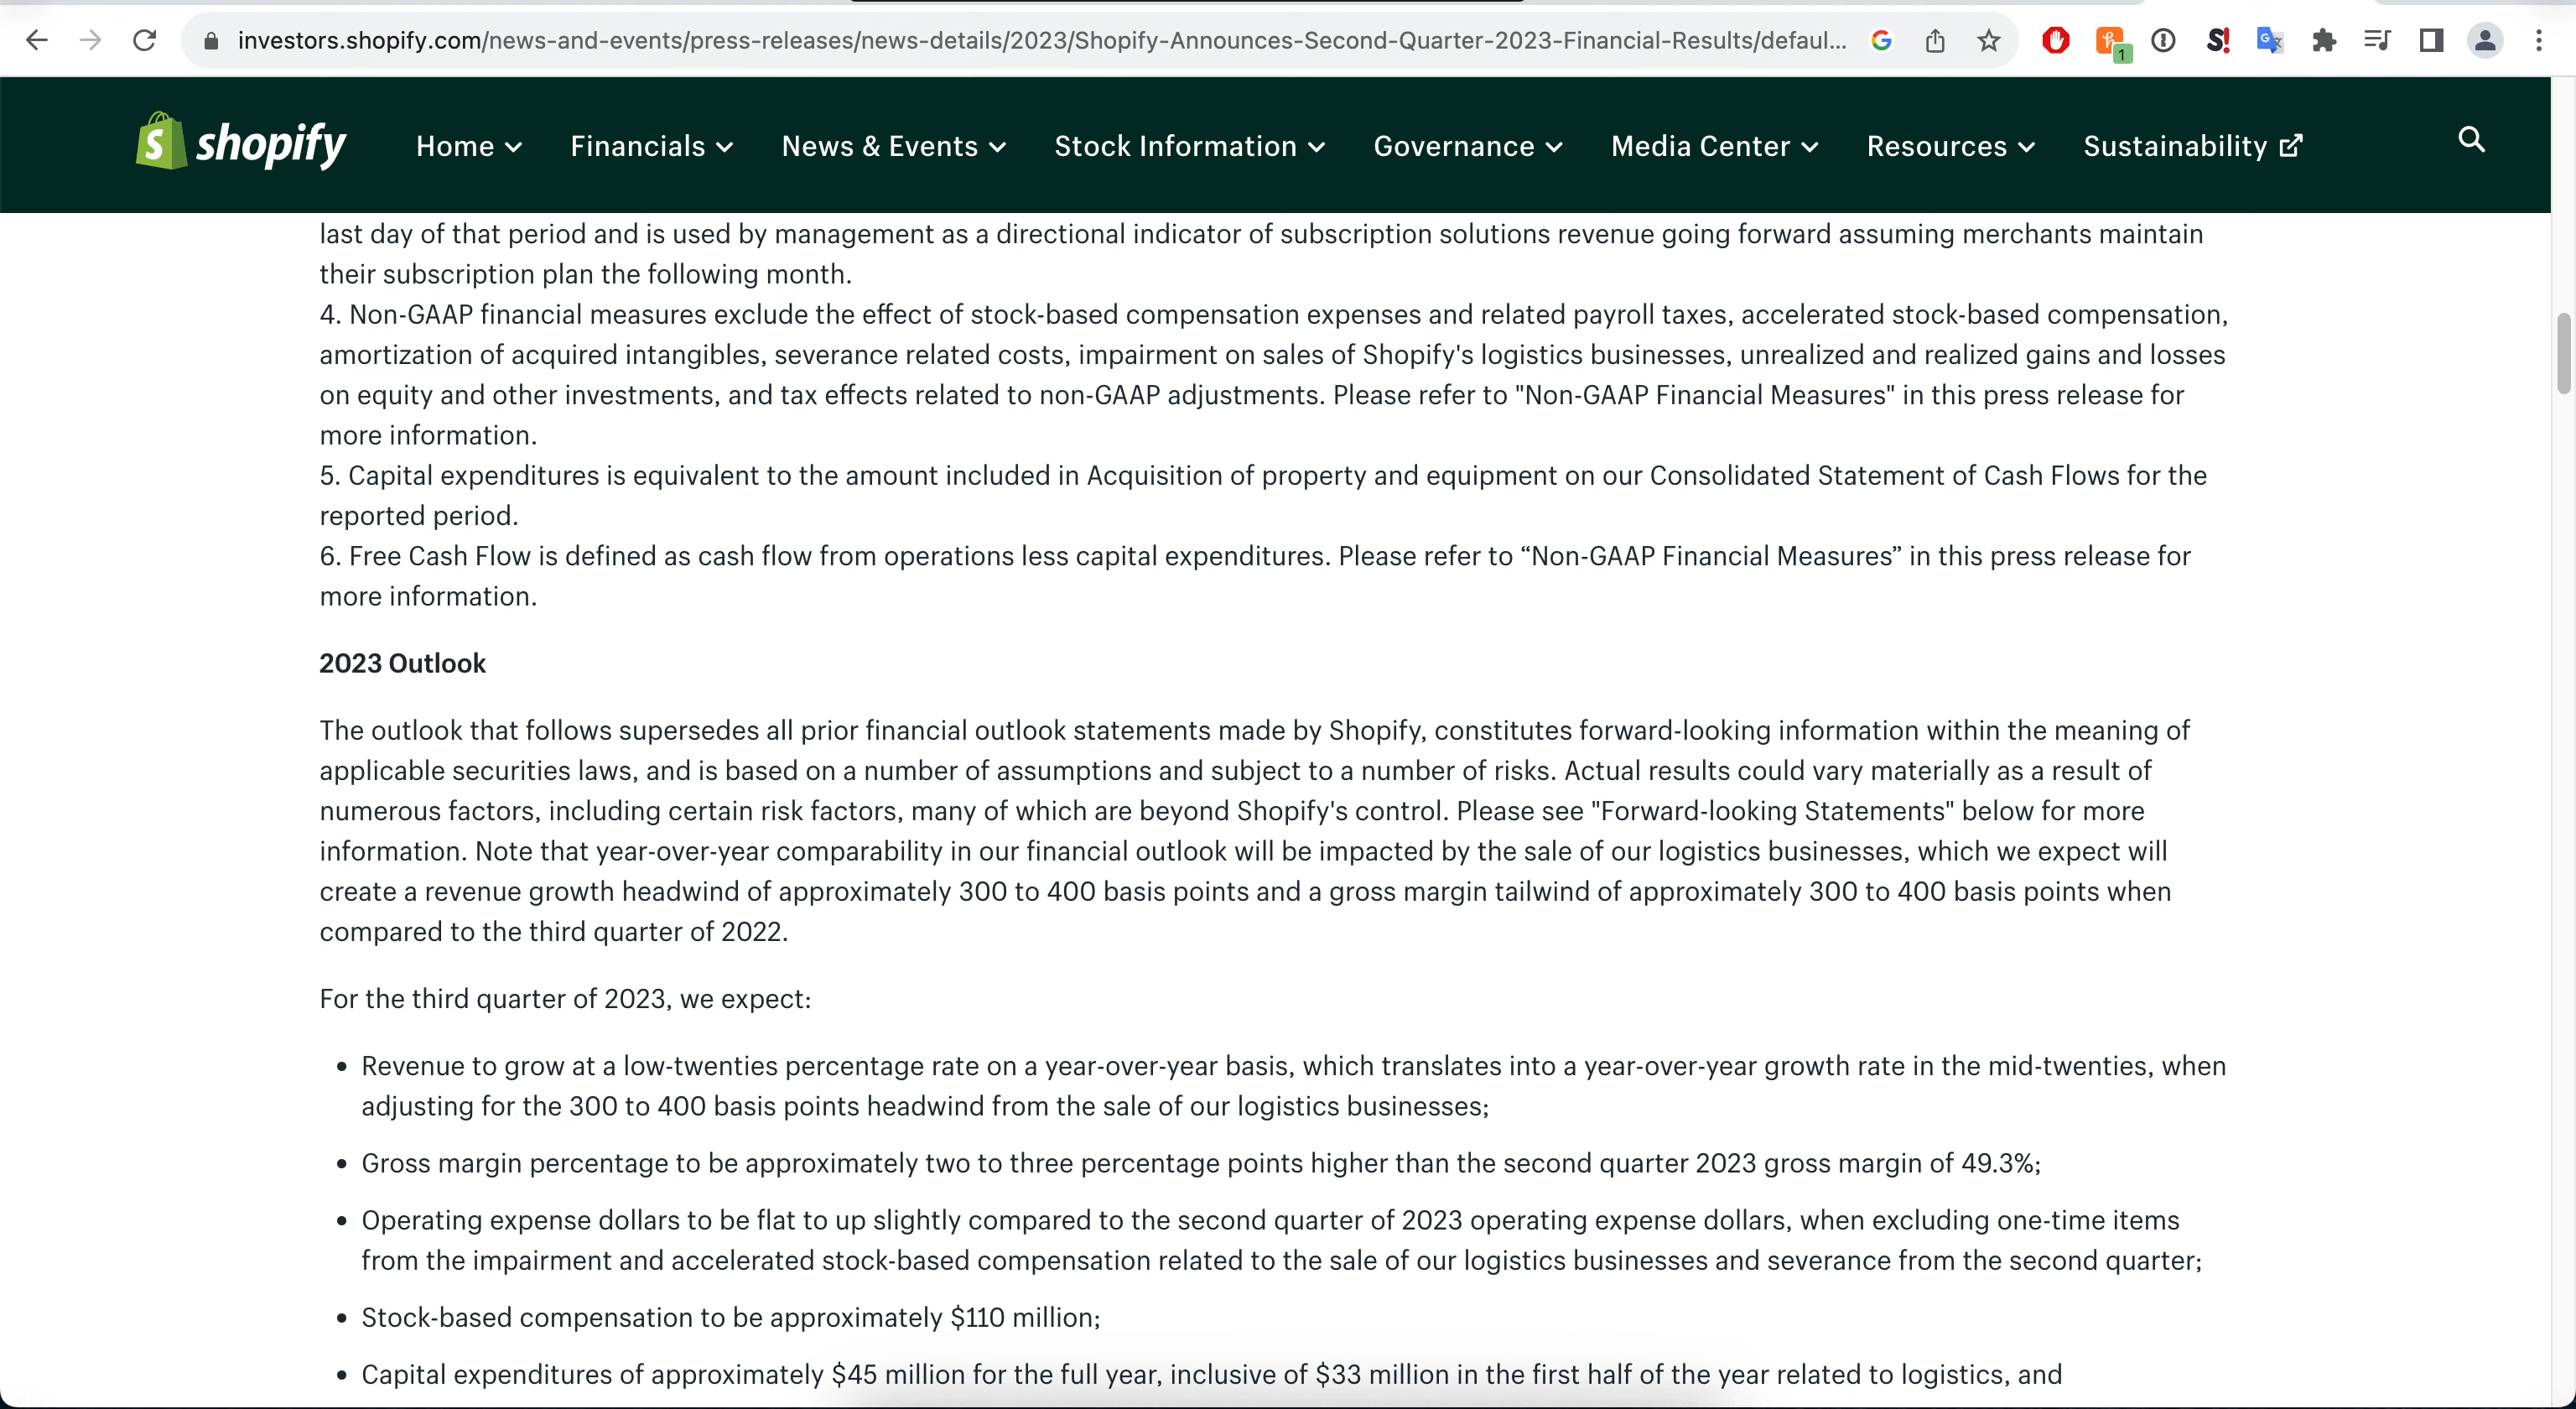 investors.shopify.com/news-and-events/press-releases/news-details/2023/Shopify-Announces-Second-Quarter-2023-Financial-Results/defaul...
1
shopify Home Financials News & Events Stock Information Governance Media Center Resources Sustainability
last day of that period and is used by management as a directional indicator of subscription solutions revenue going forward assuming merchants maintain
their subscription plan the following month.
4. Non-GAAP financial measures exclude the effect of stock-based compensation expenses and related payroll taxes, accelerated stock-based compensation,
amortization of acquired intangibles, severance related costs, impairment on sales of Shopify's logistics businesses, unrealized and realized gains and losses
on equity and other investments, and tax effects related to non-GAAP adjustments. Please refer to "Non-GAAP Financial Measures" in this press release for
more information.
5. Capital expenditures is equivalent to the amount included in Acquisition of property and equipment on our Consolidated Statement of Cash Flows for the
reported period.
6. Free Cash Flow is defined as cash flow from operations less capital expenditures. Please refer to “Non-GAAP Financial Measures” in this press release for
more information.
2023 Outlook
The outlook that follows supersedes all prior financial outlook statements made by Shopify, constitutes forward-looking information within the meaning of
applicable securities laws, and is based on a number of assumptions and subject to a number of risks. Actual results could vary materially as a result of
numerous factors, including certain risk factors, many of which are beyond Shopify's control. Please see "Forward-looking Statements" below for more
information. Note that year-over-year comparability in our financial outlook will be impacted by the sale of our logistics businesses, which we expect will
create a revenue growth headwind of approximately 300 to 400 basis points and a gross margin tailwind of approximately 300 to 400 basis points when
compared to the third quarter of 2022.
For the third quarter of 2023, we expect:
• Revenue to grow at a low-twenties percentage rate on a year-over-year basis, which translates into a year-over-year growth rate in the mid-twenties, when
adjusting for the 300 to 400 basis points headwind from the sale of our logistics businesses;
• Gross margin percentage to be approximately two to three percentage points higher than the second quarter 2023 gross margin of 49.3%;
• Operating expense dollars to be flat to up slightly compared to the second quarter of 2023 operating expense dollars, when excluding one-time items
from the impairment and accelerated stock-based compensation related to the sale of our logistics businesses and severance from the second quarter;
• Stock-based compensation to be approximately $110 million;
• Capital expenditures of approximately $45 million for the full year, inclusive of $33 million in the first half of the year related to logistics, and